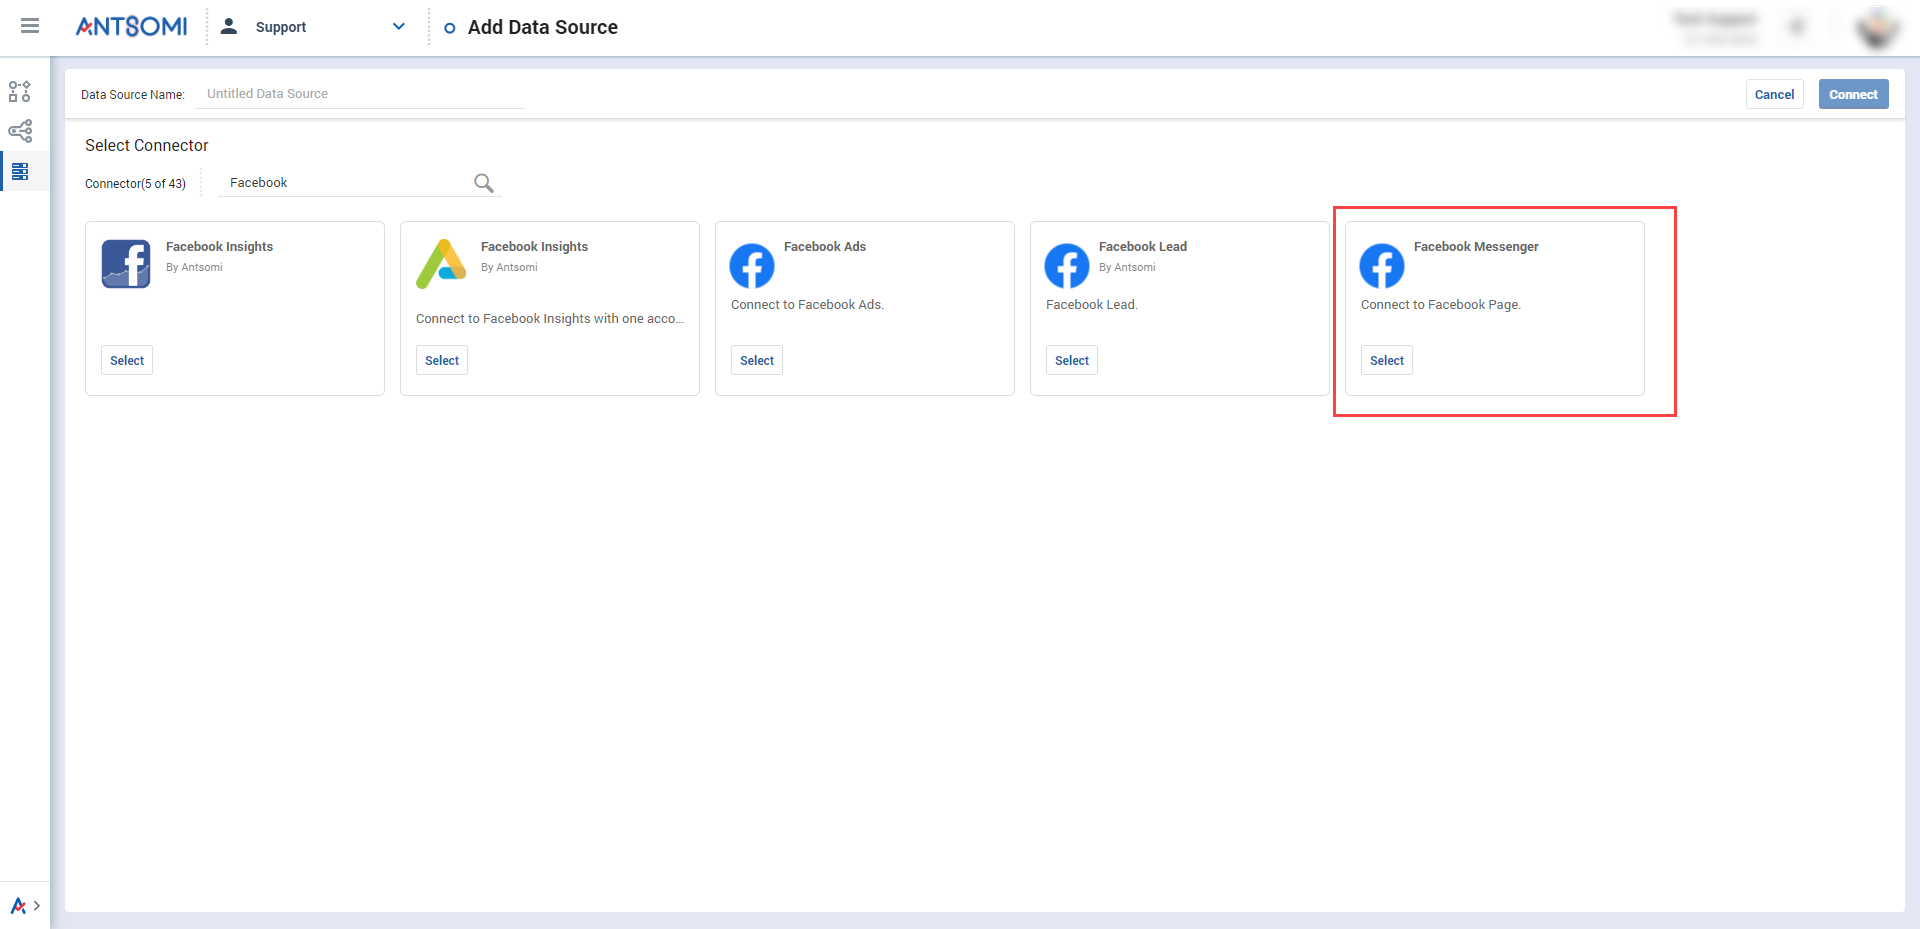 ANTSOMI
Support
Add Data Source
Data Source Name:
Untitled Data Source
Cancel
Connect
Select Connector
Connector(5 of 43)
Facebook
Facebook Insights
By Antsomi
Select
Facebook Insights
By Antsomi
Connect to Facebook Insights with one acco...
Select
Facebook Ads
Connect to Facebook Ads.
Select
Facebook Lead
By Antsomi
Facebook Lead.
Select
Facebook Messenger
Connect to Facebook Page.
Select